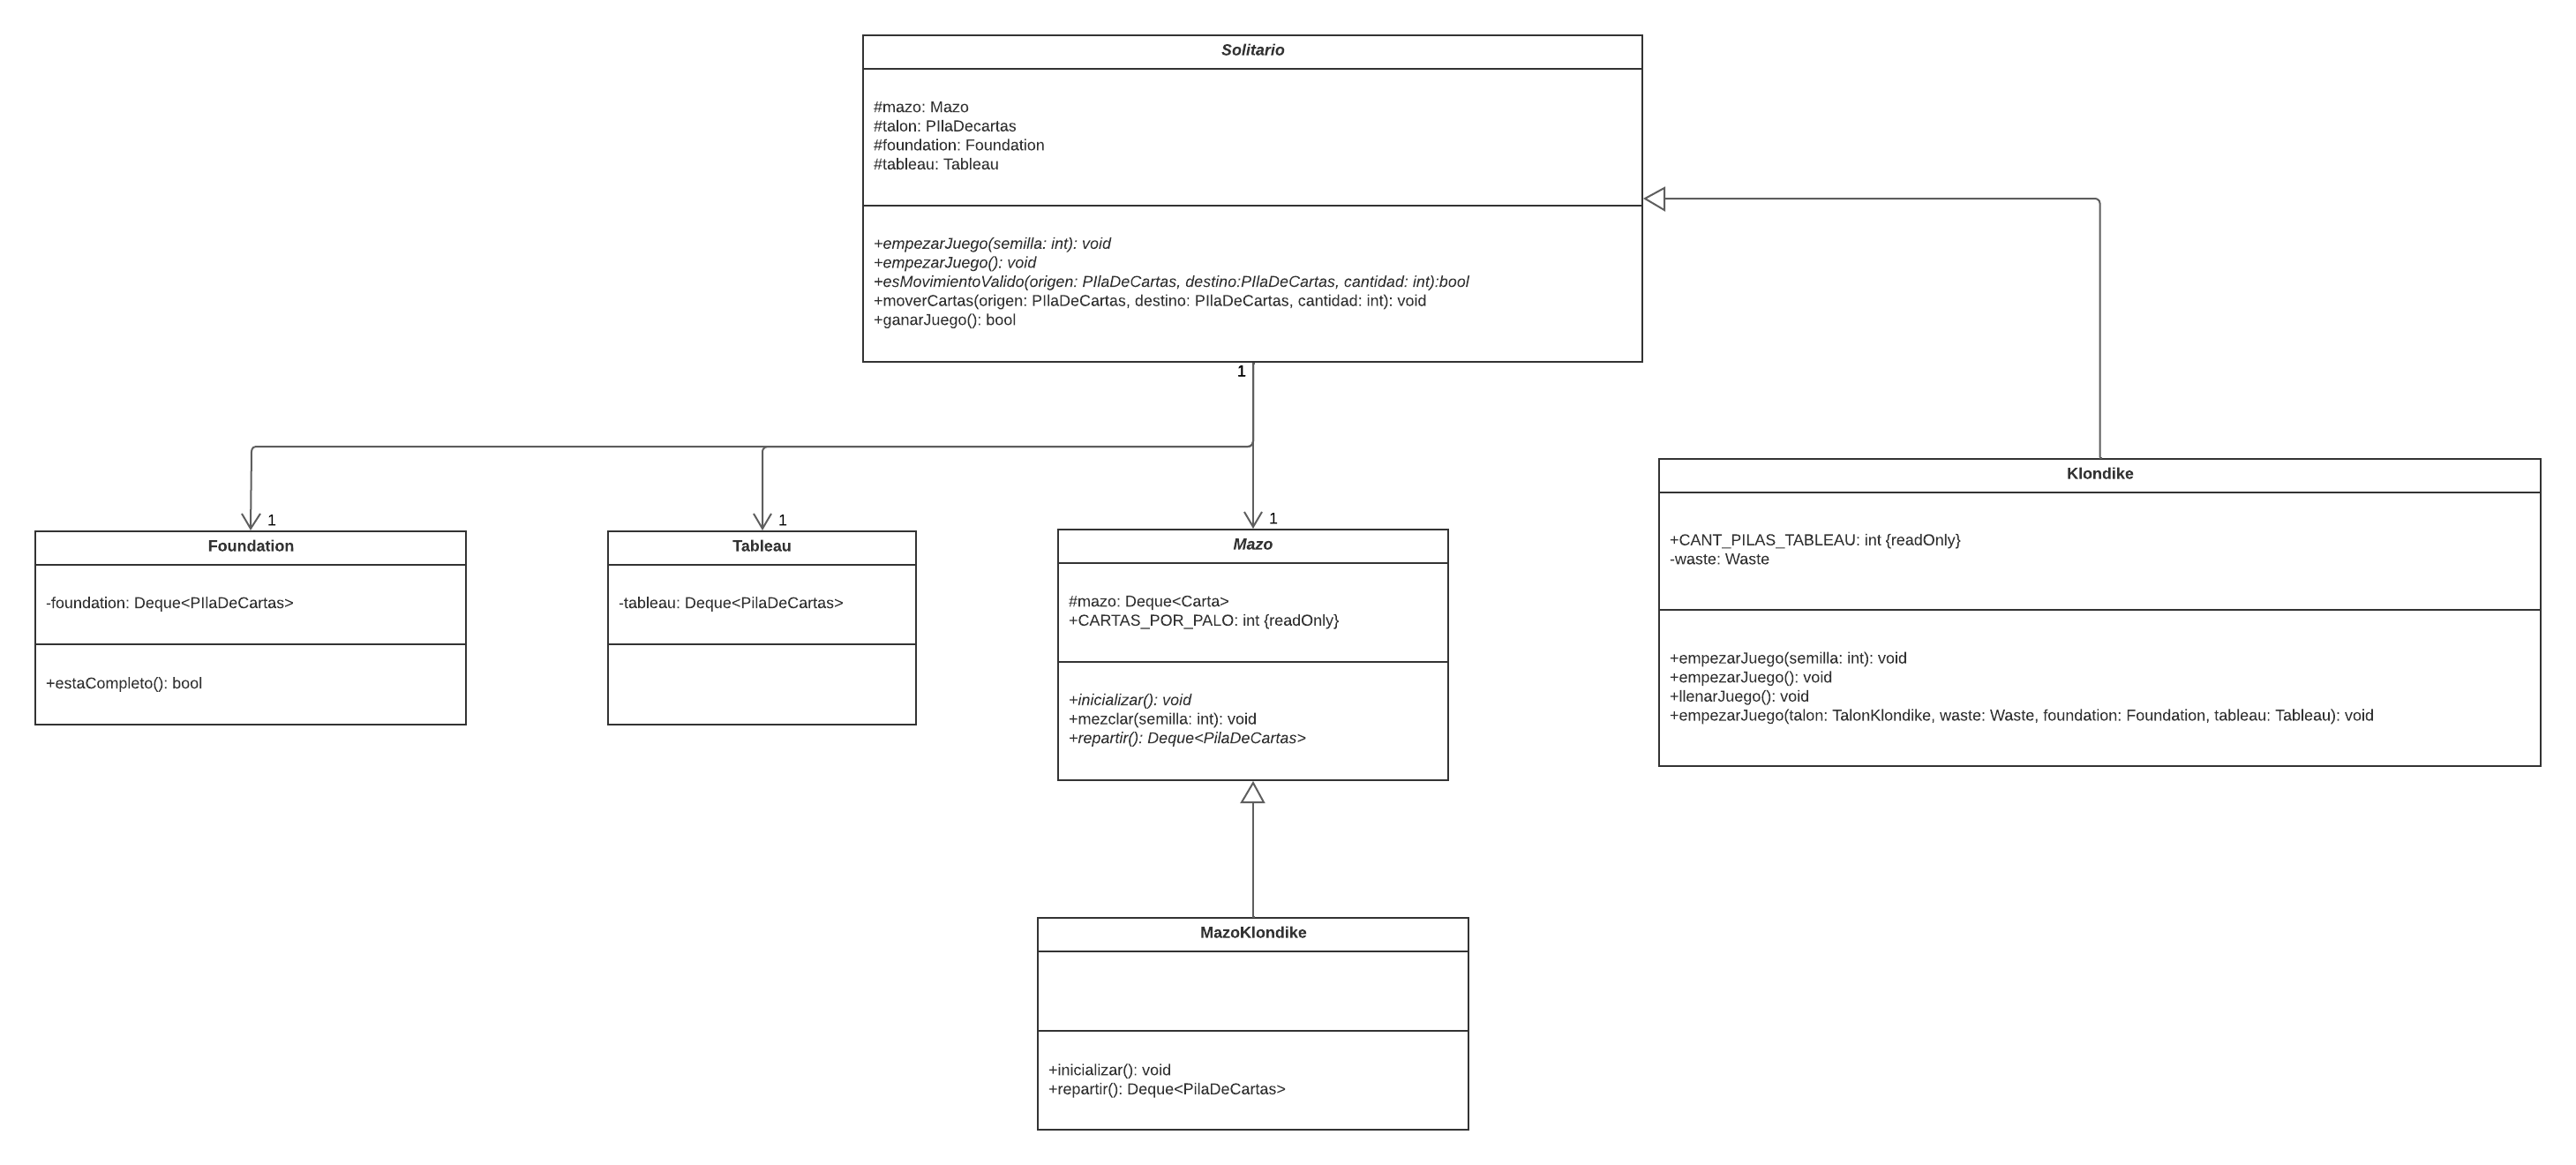 Solitario
#mazo: Mazo
#talon: PIlaDecartas
#foundation: Foundation
#tableau: Tableau
+empezarJuego(semilla: int): void
+empezarJuego(): void
+esMovimientoValido(origen: PIlaDeCartas, destino:PIlaDeCartas, cantidad: int):bool
+moverCartas(origen: PIlaDeCartas, destino: PIlaDeCartas, cantidad: int): void
+ganarJuego(): bool
1
1
1
1
Foundation
-foundation: Deque<PIlaDeCartas>
+estaCompleto(): bool
Tableau
-tableau: Deque<PilaDeCartas>
Mazo
#mazo: Deque<Carta>
+CARTAS_POR_PALO: int {readOnly}
+inicializar(): void
+mezclar(semilla: int): void
+repartir(): Deque<PilaDeCartas>
Klondike
+CANT_PILAS_TABLEAU: int {readOnly}
-waste: Waste
+empezarJuego(semilla: int): void
+empezarJuego(): void
+llenarJuego(): void
+empezarJuego(talon: TalonKlondike, waste: Waste, foundation: Foundation, tableau: Tableau): void
MazoKlondike
+inicializar(): void
+repartir(): Deque<PilaDeCartas>